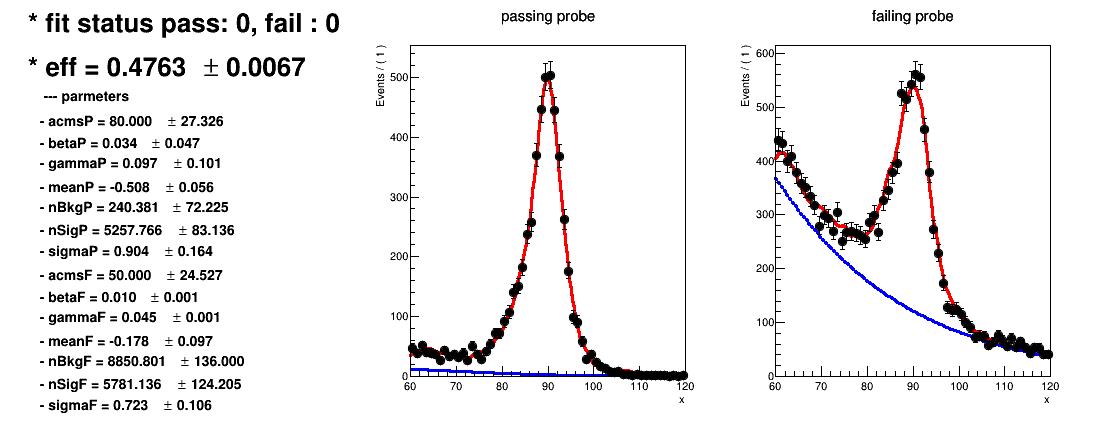 * fit status pass: 0, fail : 0
* eff = 0.4763 ± 0.0067
--- parmeters
- acmsP = 80.000 ± 27.326
- betaP = 0.034 ± 0.047
- gammaP = 0.097 ± 0.101
- meanP = -0.508 ± 0.056
- nBkgP = 240.381 ± 72.225
- nSigP = 5257.766 ± 83.136
- sigmaP = 0.904 ± 0.164
- acmsF = 50.000 ± 24.527
- betaF = 0.010 ± 0.001
- gammaF = 0.045 ± 0.001
- meanF = -0.178 ± 0.097
- nBkgF = 8850.801 ± 136.000
- nSigF = 5781.136 ± 124.205
- sigmaF = 0.723 ± 0.106
passing probe
Events / ( 1 )
500
400
300
200
100
0
60 70 80 90 100 110 120
x
failing probe
Events / ( 1 )
600
500
400
300
200
100
0
60 70 80 90 100 110 120
x